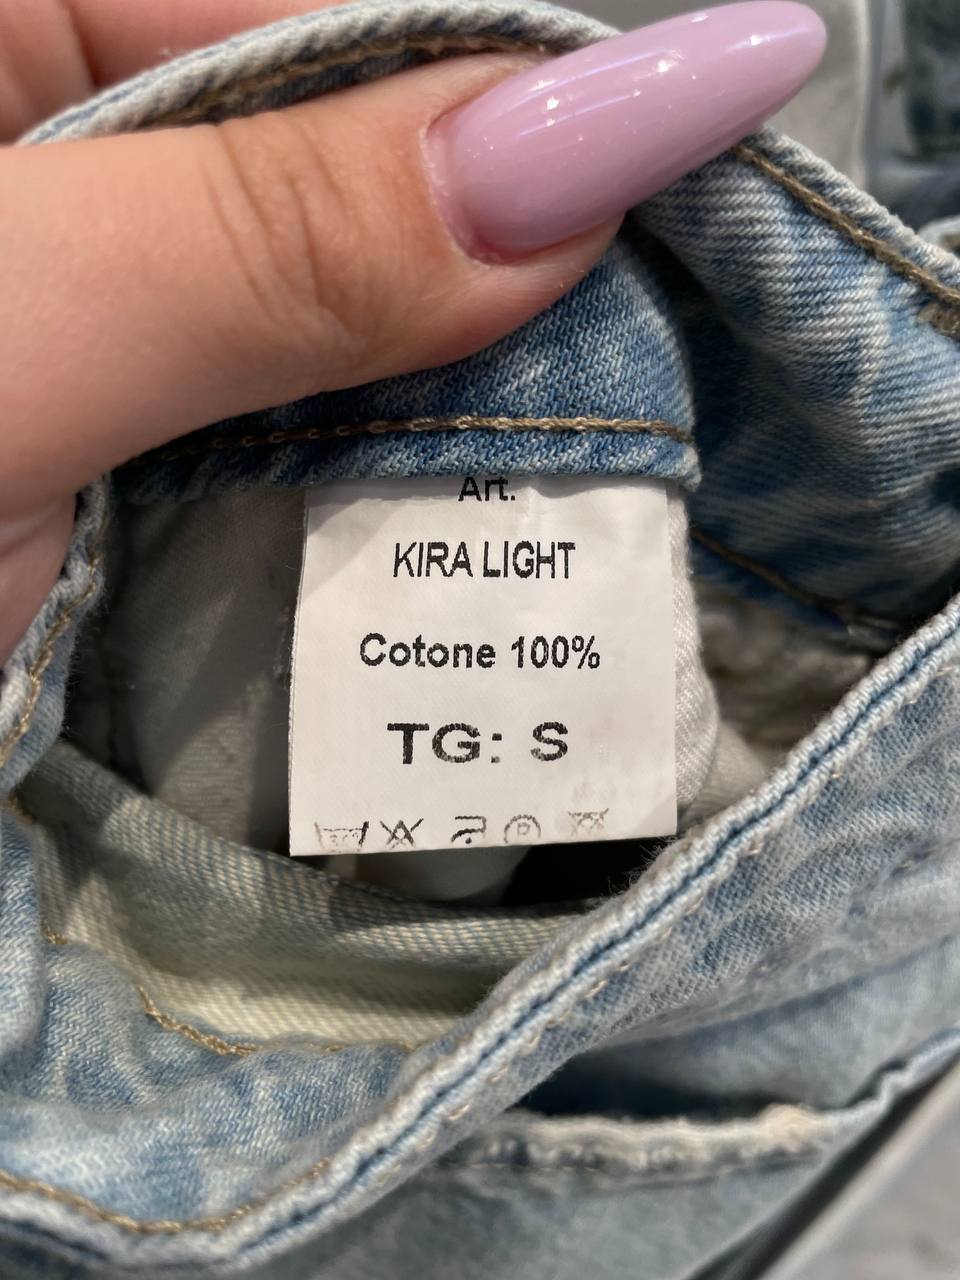 Art.
KIRA LIGHT
Cotone 100%
TG: S